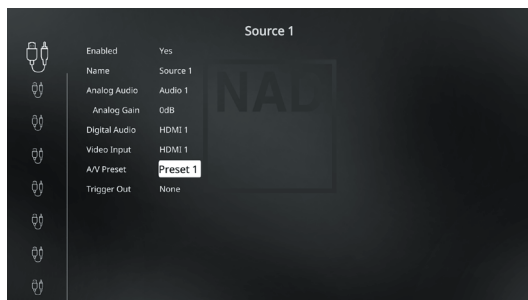 Source 1
Enabled Yes
Name Source 1
Analog Audio Audio 1
Analog Gain 0dB
Digital Audio HDMI 1
Video Input HDMI 1
A/V Preset Preset 1
Trigger Out None
NAD